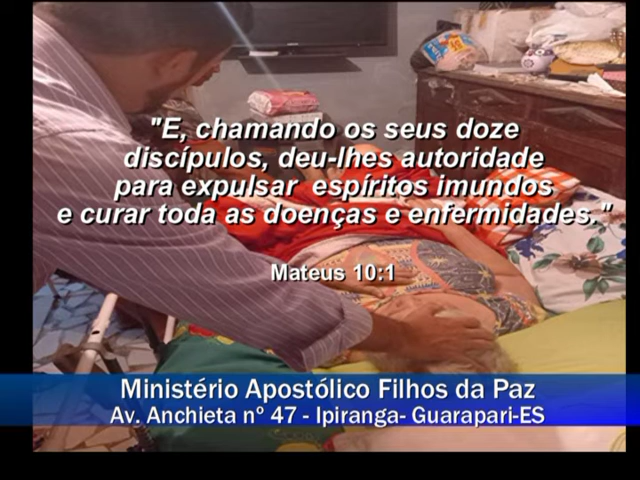 "E, chamando os seus doze
discípulos, deu-lhes autoridade
para expulsar espíritos imundos
e curar toda as doenças e enfermidades."
Mateus 10:1
Ministério Apostólico Filhos da Paz
Av. Anchieta nº 47 - Ipiranga- Guarapari-ES